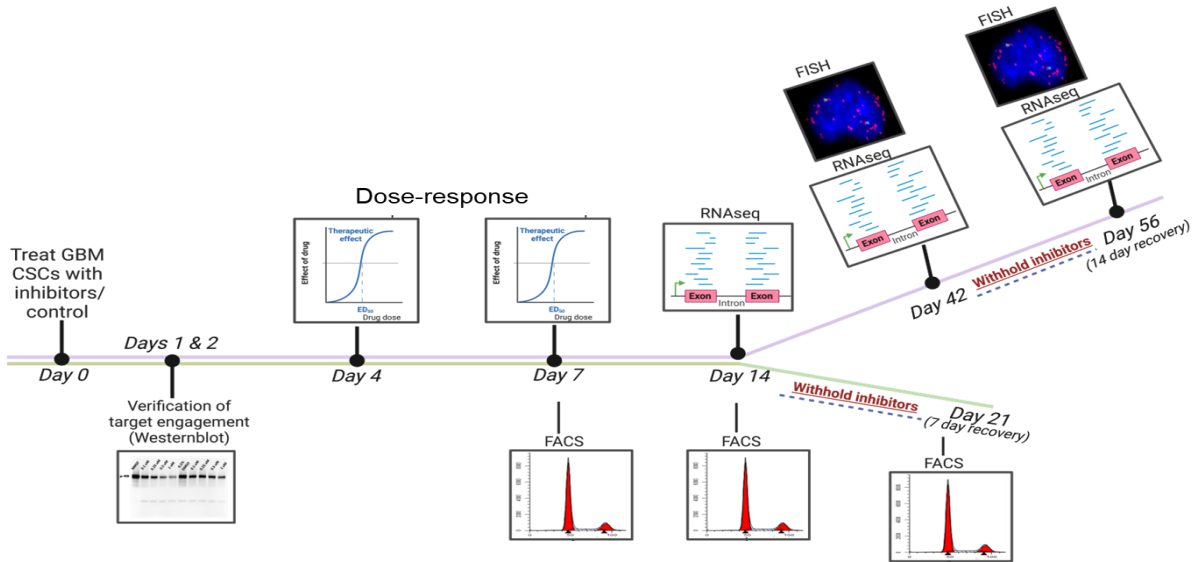 FISH
FISH
RNAseq
RNAseq
Exon
Intron
Exon
Exon
Intron
Exon
Dose-response
Therapeutic
effect
Effect of drug
ED50
Drug dose
Therapeutic
effect
Effect of drug
ED50
Drug dose
RNAseq
Exon
Intron
Exon
Treat GBM
CSCs with
inhibitors/
control
Day 0
Days 1 & 2
Verification of
target engagement
(Westernblot)
Day 4
Day 7
Day 14
Day 42
Withhold inhibitors
Day 56
(14 day recovery)
Withhold inhibitors
Day 21
(7 day recovery)
FACS
FACS
FACS